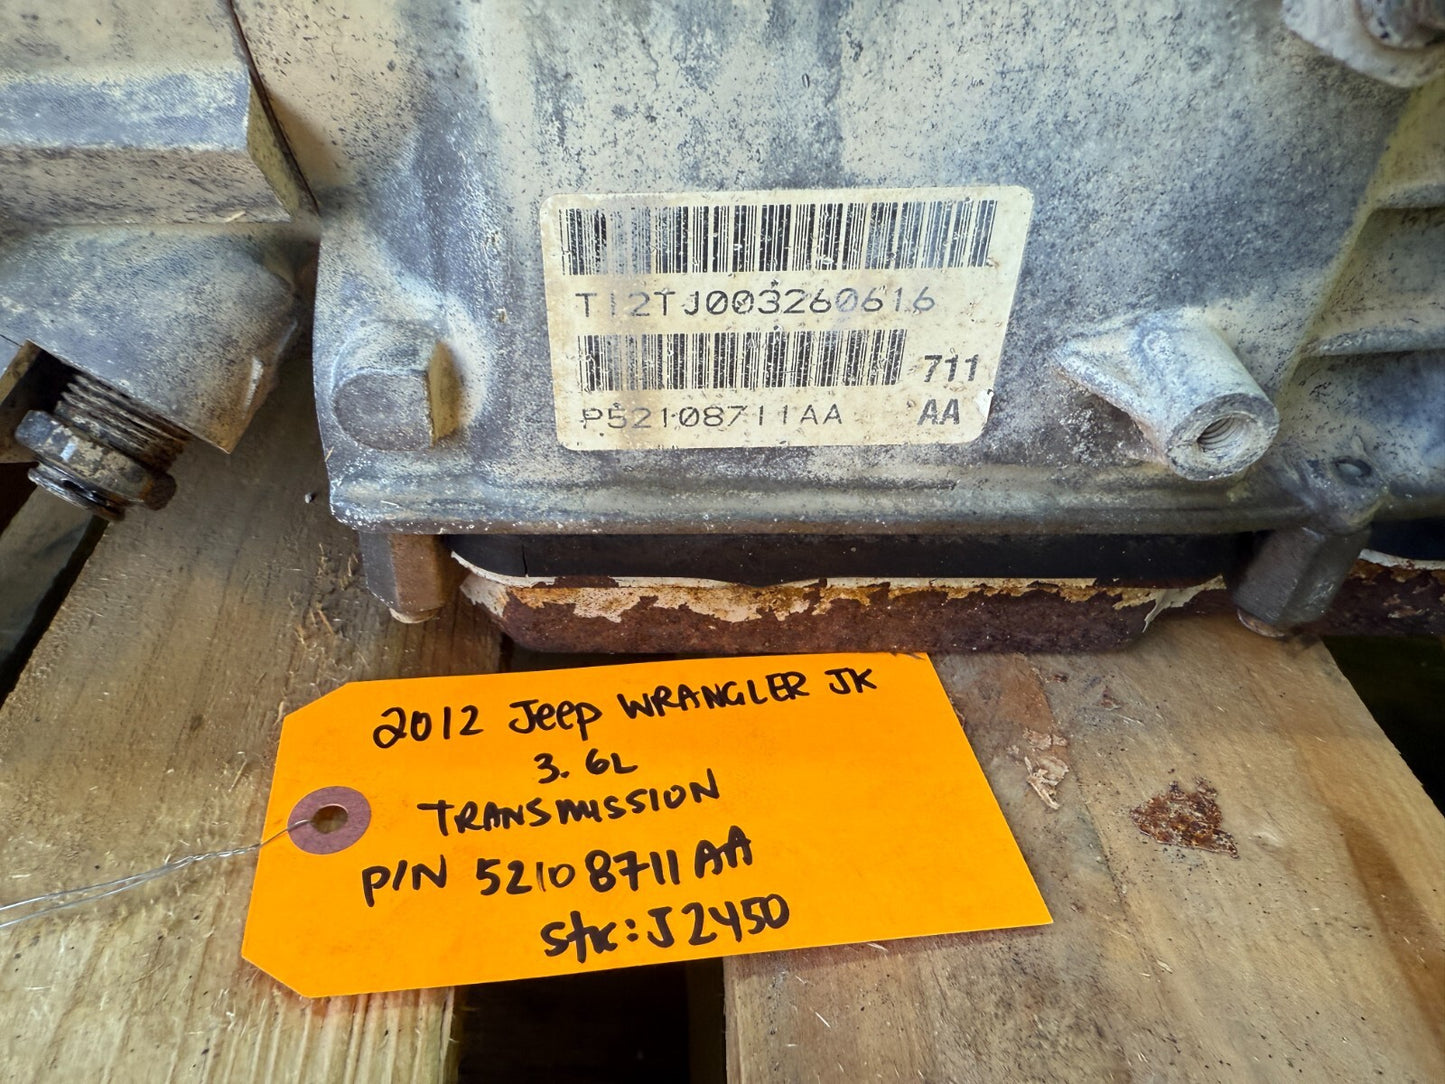 T12TJ003260616
711
P52108711AA AA
2012 Jeep WRANGLER JK
3.6L
TRANSMISSION
P/N 52108711AA
Stk: J2450